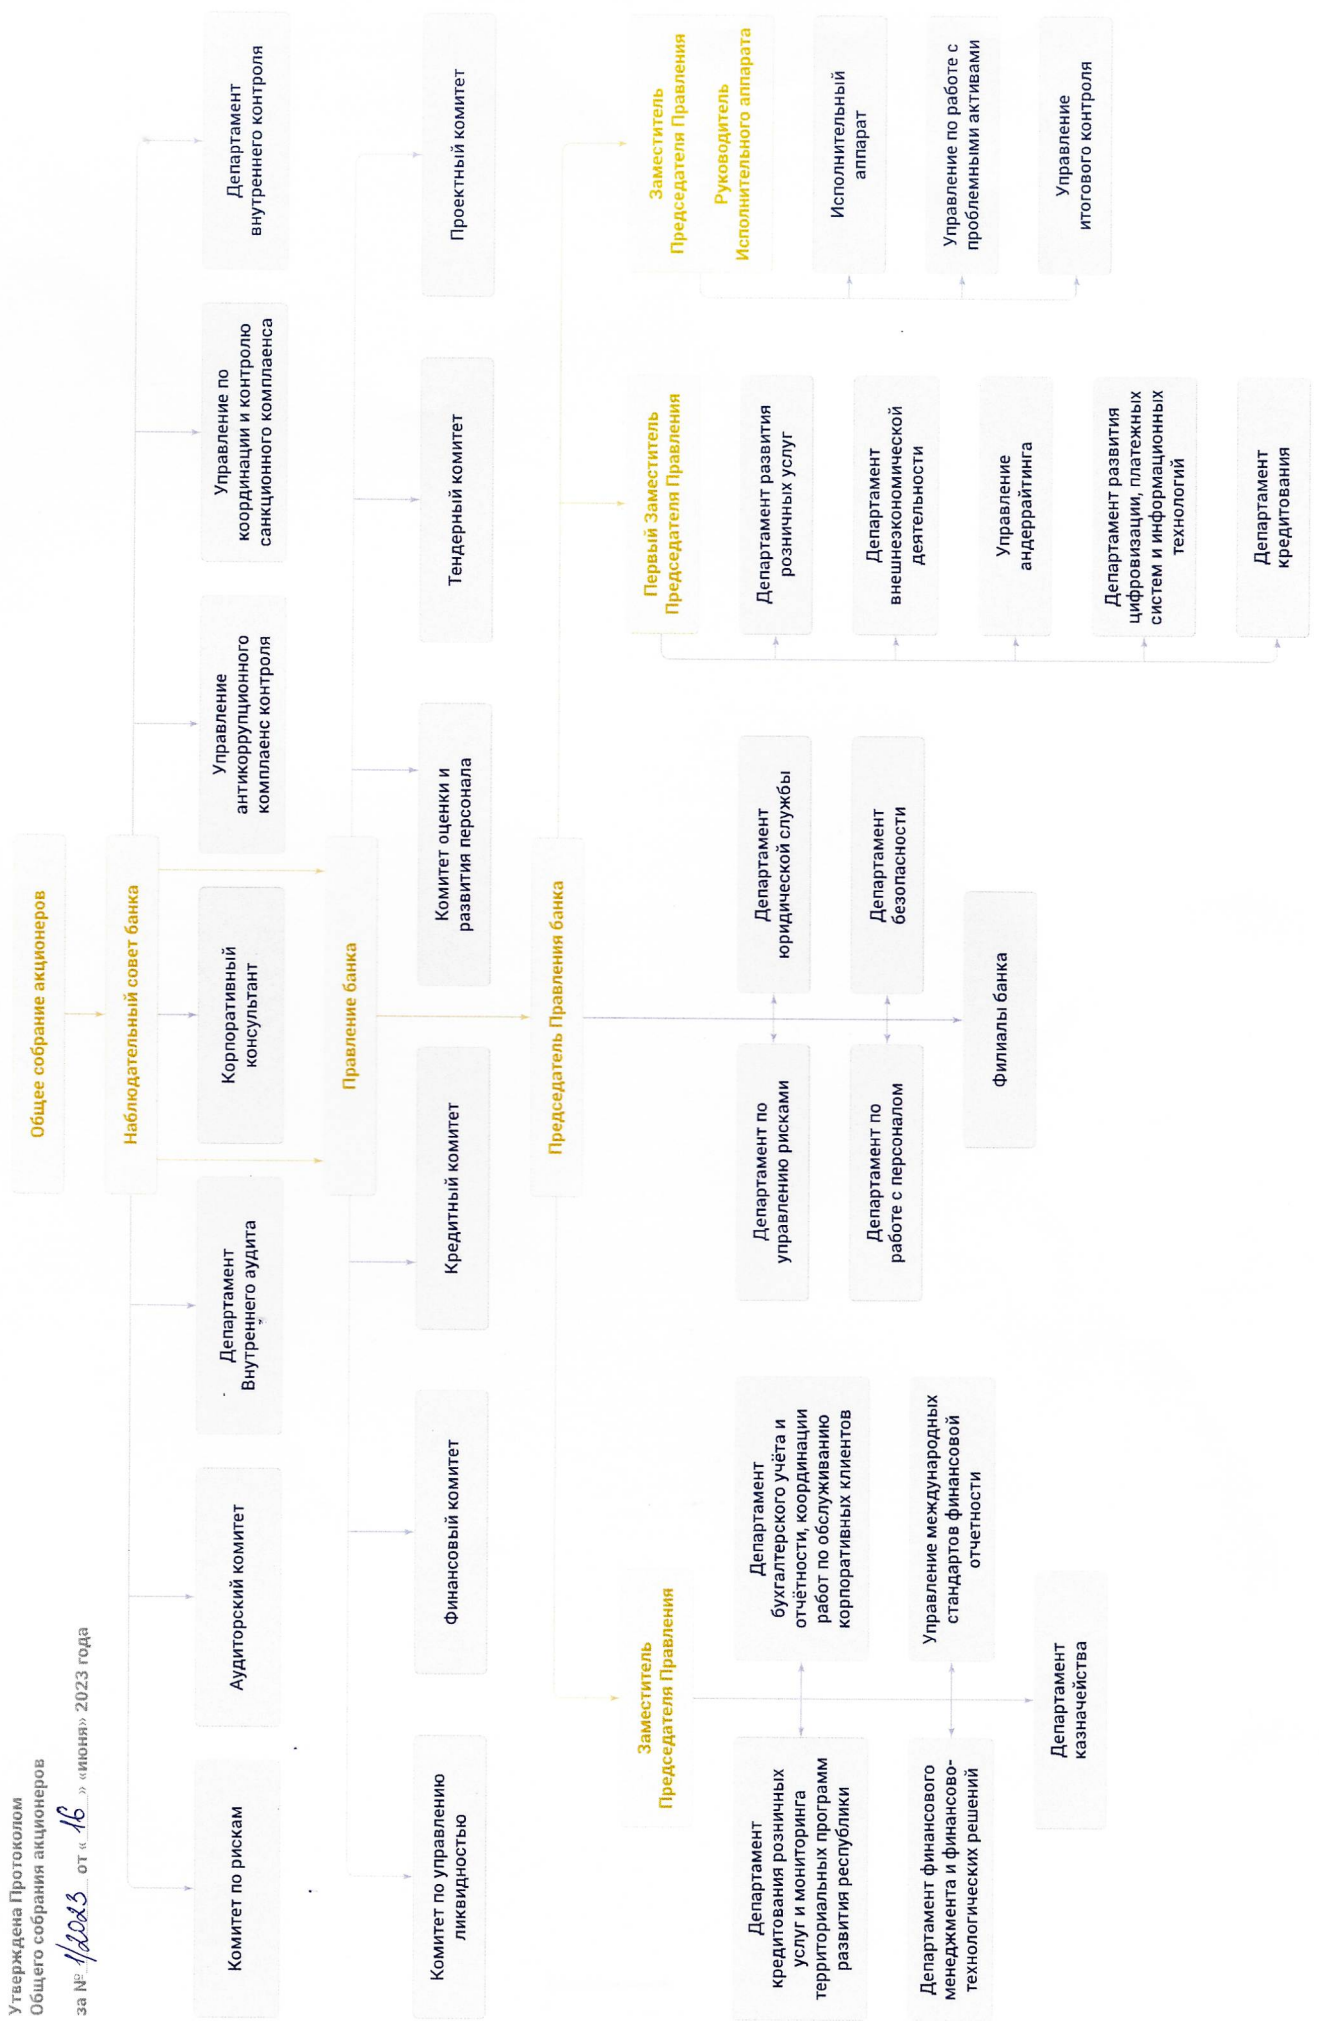 Утверждена Протоколом
Общего собрания акционеров
за № 1/2023 от « 16 » «июня» 2023 года
Общее собрание акционеров
Наблюдательный совет банка
Комитет по рискам
Аудиторский комитет
Департамент
Внутреннего аудита
Корпоративный
консультант
Управление
антикоррупционного
комплаенс контроля
Управление по
координации и контролю
санкционного комплаенса
Департамент
внутреннего контроля
Правление банка
Комитет по управлению
ликвидностью
Финансовый комитет
Кредитный комитет
Комитет оценки и
развития персонала
Тендерный комитет
Проектный комитет
Председатель Правления банка
Заместитель
Председателя Правления
Департамент
кредитования розничных
услуг и мониторинга
территориальных программ
развития республики
Департамент
бухгалтерского учёта и
отчётности, координации
работ по обслуживанию
корпоративных клиентов
Департамент финансового
менеджмента и финансово-
технологических решений
Управление международных
стандартов финансовой
отчетности
Департамент
казначейства
Департамент по
управлению рисками
Департамент
юридической службы
Департамент по
работе с персоналом
Департамент
безопасности
Филиалы банка
Первый Заместитель
Председателя Правления
Департамент развития
розничных услуг
Департамент
внешнеэкономической
деятельности
Управление
андеррайтинга
Департамент развития
цифровизации, платежных
систем и информационных
технологий
Департамент
кредитования
Заместитель
Председателя Правления
Руководитель
Исполнительного аппарата
Исполнительный
аппарат
Управление по работе с
проблемными активами
Управление
итогового контроля